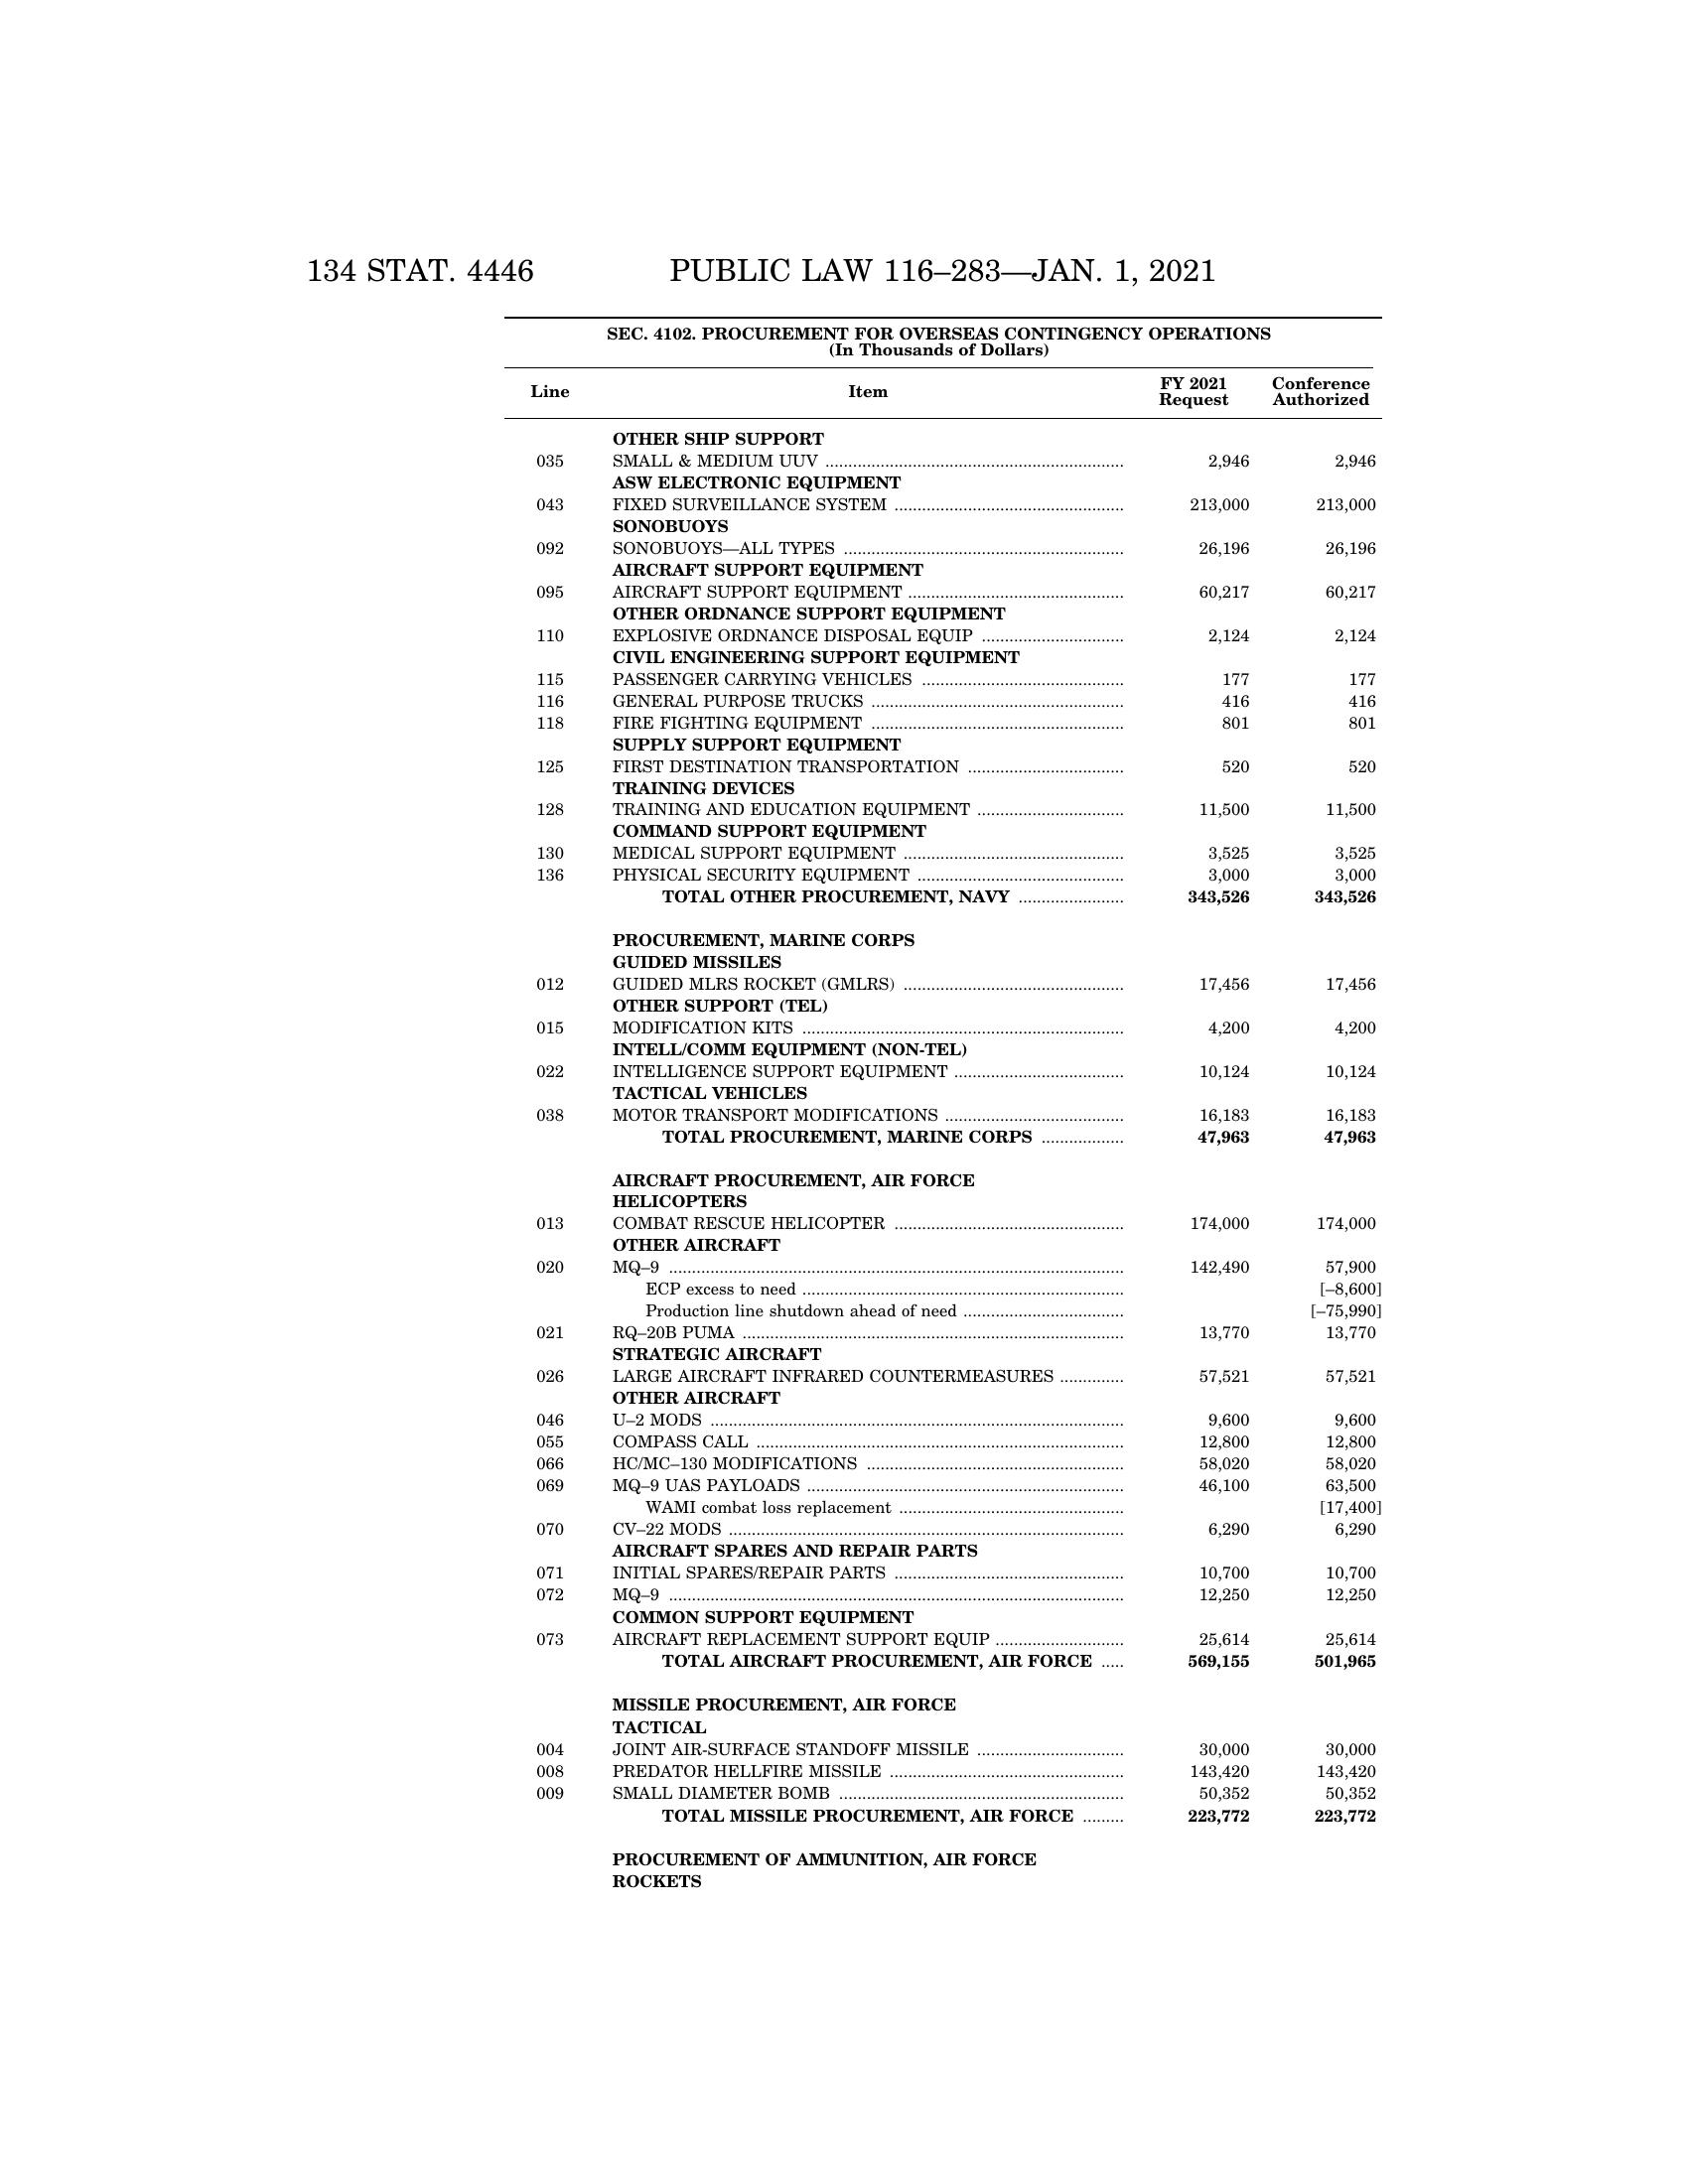 134 STAT. 4446 PUBLIC LAW 116–283—JAN. 1, 2021
SEC. 4102. PROCUREMENT FOR OVERSEAS CONTINGENCY OPERATIONS
(In Thousands of Dollars)
Line Item FY 2021 Request Conference Authorized
OTHER SHIP SUPPORT
035 SMALL & MEDIUM UUV 2,946 2,946
ASW ELECTRONIC EQUIPMENT
043 FIXED SURVEILLANCE SYSTEM 213,000 213,000
SONOBUOYS
092 SONOBUOYS—ALL TYPES 26,196 26,196
AIRCRAFT SUPPORT EQUIPMENT
095 AIRCRAFT SUPPORT EQUIPMENT 60,217 60,217
OTHER ORDNANCE SUPPORT EQUIPMENT
110 EXPLOSIVE ORDNANCE DISPOSAL EQUIP 2,124 2,124
CIVIL ENGINEERING SUPPORT EQUIPMENT
115 PASSENGER CARRYING VEHICLES 177 177
116 GENERAL PURPOSE TRUCKS 416 416
118 FIRE FIGHTING EQUIPMENT 801 801
SUPPLY SUPPORT EQUIPMENT
125 FIRST DESTINATION TRANSPORTATION 520 520
TRAINING DEVICES
128 TRAINING AND EDUCATION EQUIPMENT 11,500 11,500
COMMAND SUPPORT EQUIPMENT
130 MEDICAL SUPPORT EQUIPMENT 3,525 3,525
136 PHYSICAL SECURITY EQUIPMENT 3,000 3,000
TOTAL OTHER PROCUREMENT, NAVY 343,526 343,526
PROCUREMENT, MARINE CORPS
GUIDED MISSILES
012 GUIDED MLRS ROCKET (GMLRS) 17,456 17,456
OTHER SUPPORT (TEL)
015 MODIFICATION KITS 4,200 4,200
INTELL/COMM EQUIPMENT (NON-TEL)
022 INTELLIGENCE SUPPORT EQUIPMENT 10,124 10,124
TACTICAL VEHICLES
038 MOTOR TRANSPORT MODIFICATIONS 16,183 16,183
TOTAL PROCUREMENT, MARINE CORPS 47,963 47,963
AIRCRAFT PROCUREMENT, AIR FORCE
HELICOPTERS
013 COMBAT RESCUE HELICOPTER 174,000 174,000
OTHER AIRCRAFT
020 MQ–9 142,490 57,900
ECP excess to need [–8,600]
Production line shutdown ahead of need [–75,990]
021 RQ–20B PUMA 13,770 13,770
STRATEGIC AIRCRAFT
026 LARGE AIRCRAFT INFRARED COUNTERMEASURES 57,521 57,521
OTHER AIRCRAFT
046 U–2 MODS 9,600 9,600
055 COMPASS CALL 12,800 12,800
066 HC/MC–130 MODIFICATIONS 58,020 58,020
069 MQ–9 UAS PAYLOADS 46,100 63,500
WAMI combat loss replacement [17,400]
070 CV–22 MODS 6,290 6,290
AIRCRAFT SPARES AND REPAIR PARTS
071 INITIAL SPARES/REPAIR PARTS 10,700 10,700
072 MQ–9 12,250 12,250
COMMON SUPPORT EQUIPMENT
073 AIRCRAFT REPLACEMENT SUPPORT EQUIP 25,614 25,614
TOTAL AIRCRAFT PROCUREMENT, AIR FORCE 569,155 501,965
MISSILE PROCUREMENT, AIR FORCE
TACTICAL
004 JOINT AIR-SURFACE STANDOFF MISSILE 30,000 30,000
008 PREDATOR HELLFIRE MISSILE 143,420 143,420
009 SMALL DIAMETER BOMB 50,352 50,352
TOTAL MISSILE PROCUREMENT, AIR FORCE 223,772 223,772
PROCUREMENT OF AMMUNITION, AIR FORCE
ROCKETS